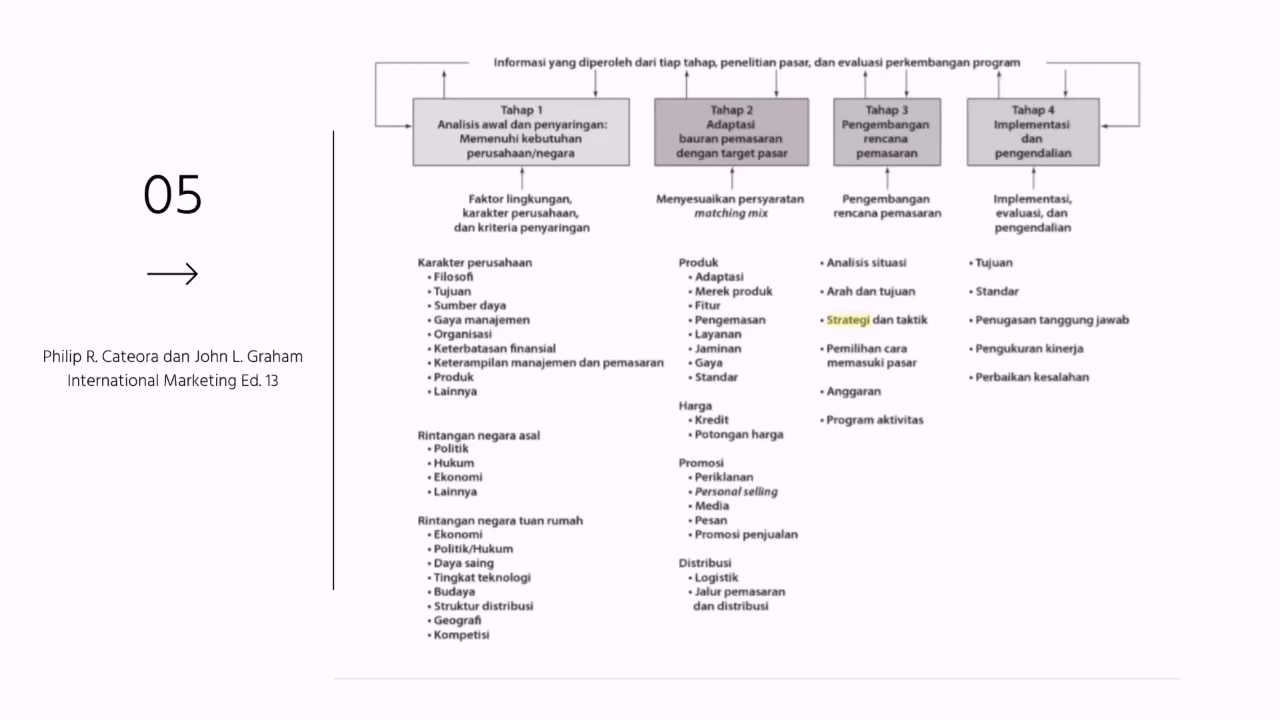 05
Philip R. Cateora dan John L. Graham
International Marketing Ed. 13
Informasi yang diperoleh dari tiap tahap, penelitian pasar, dan evaluasi perkembangan program
Tahap 1
Analisis awal dan penyaringan:
Memenuhi kebutuhan
perusahaan/negara
Faktor lingkungan,
karakter perusahaan,
dan kriteria penyaringan
Karakter perusahaan
• Filosofi
• Tujuan
• Sumber daya
• Gaya manajemen
• Organisasi
• Keterbatasan finansial
• Keterampilan manajemen dan pemasaran
• Produk
• Lainnya
Rintangan negara asal
• Politik
• Hukum
• Ekonomi
• Lainnya
Rintangan negara tuan rumah
• Ekonomi
• Politik/Hukum
• Daya saing
• Tingkat teknologi
• Budaya
• Struktur distribusi
• Geografi
• Kompetisi
Tahap 2
Adaptasi
bauran pemasaran
dengan target pasar
Menyesuaikan persyaratan
matching mix
Produk
• Adaptasi
• Merek produk
• Fitur
• Pengemasan
• Layanan
• Jaminan
• Gaya
• Standar
Harga
• Kredit
• Potongan harga
Promosi
• Periklanan
• Personal selling
• Media
• Pesan
• Promosi penjualan
Distribusi
• Logistik
• Jalur pemasaran
dan distribusi
Tahap 3
Pengembangan
rencana
pemasaran
Pengembangan
rencana pemasaran
• Analisis situasi
• Arah dan tujuan
• Strategi dan taktik
• Pemilihan cara
memasuki pasar
• Anggaran
• Program aktivitas
Tahap 4
Implementasi
dan
pengendalian
Implementasi,
evaluasi, dan
pengendalian
• Tujuan
• Standar
• Penugasan tanggung jawab
• Pengukuran kinerja
• Perbaikan kesalahan